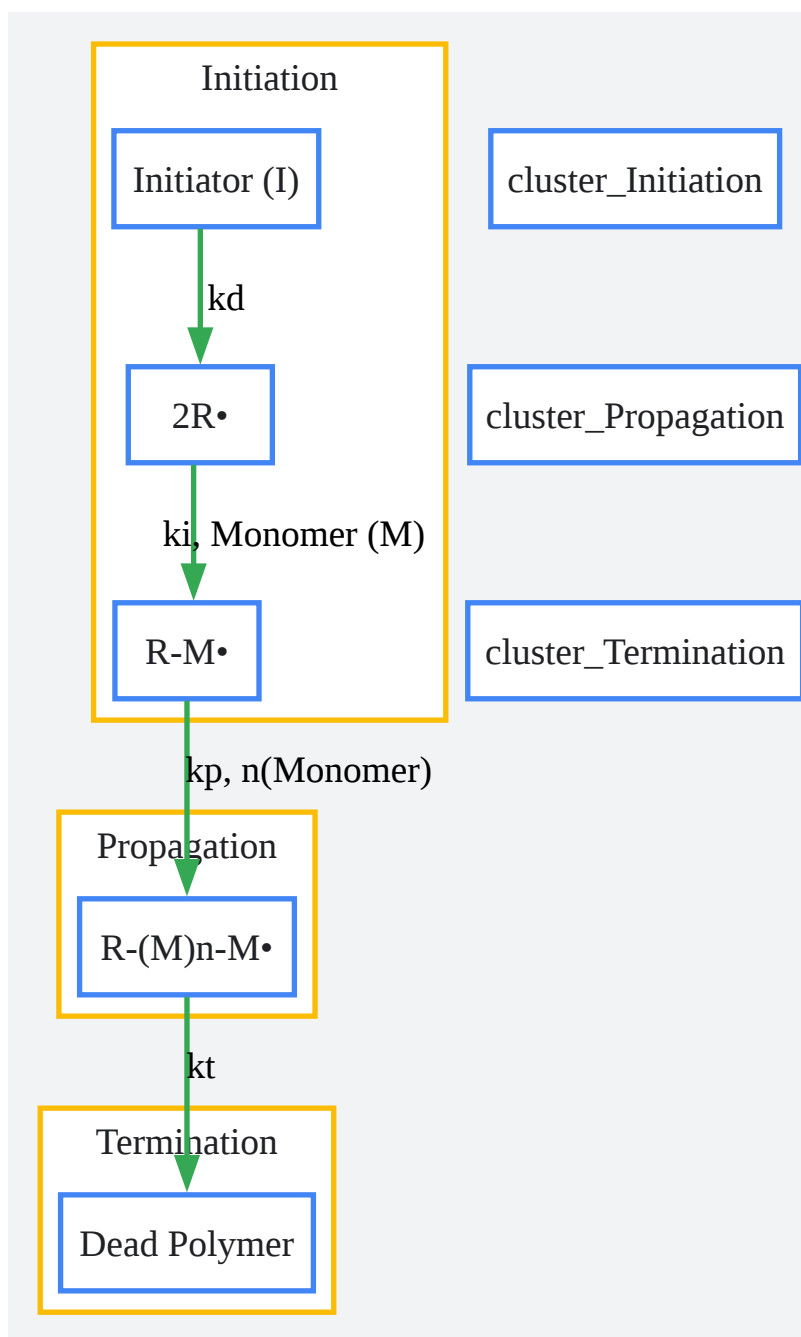 Initiation
Initiator (I)
cluster_Initiation
kd
2R•
cluster_Propagation
ki, Monomer (M)
R-M•
cluster_Termination
kp, n(Monomer)
Propagation
R-(M)n-M•
kt
Termination
Dead Polymer